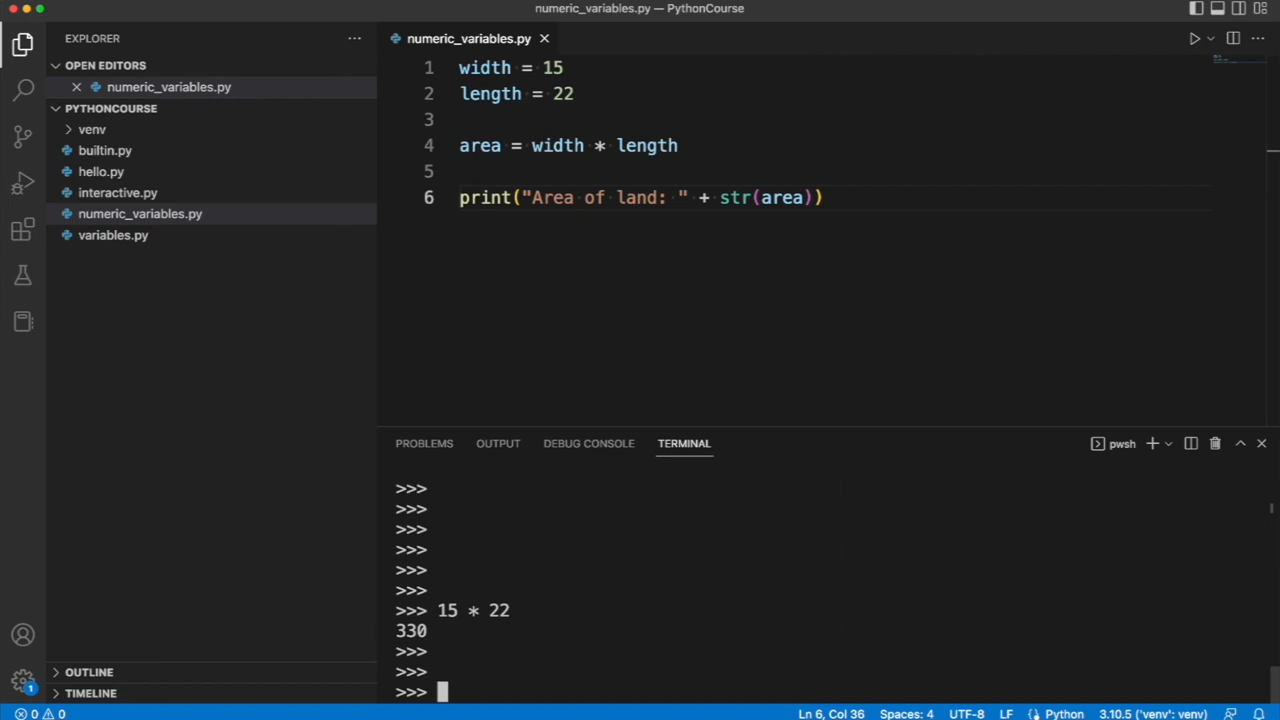 numeric_variables.py — PythonCourse
EXPLORER
OPEN EDITORS
numeric_variables.py
PYTHONCOURSE
venv
builtin.py
hello.py
interactive.py
numeric_variables.py
variables.py
OUTLINE
TIMELINE
1
numeric_variables.py
1 width = 15
2 length = 22
3
4 area = width * length
5
6 print("Area of land: " + str(area))
PROBLEMS OUTPUT DEBUG CONSOLE TERMINAL pwsh
>>>
>>>
>>>
>>>
>>>
>>>
>>> 15 * 22
330
>>>
>>>
>>>
0 0 Ln 6, Col 36 Spaces: 4 UTF-8 LF Python 3.10.5 ('venv': venv)